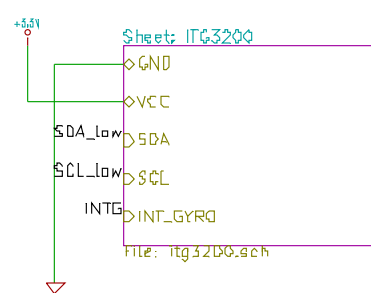 +3.3V
Sheet: ITG3200
GND
VCC
SDA_low SDA
SCL_low SCL
INTG INT_GYRO
File: itg3200.sch